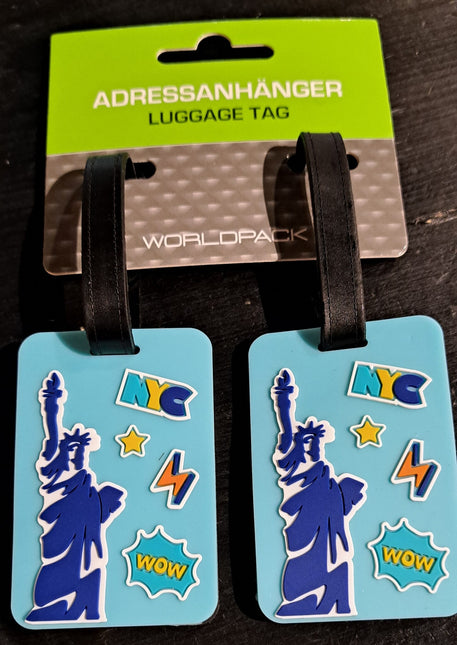 ADRESSANHÄNGER
LUGGAGE TAG
WORLDPACK
NYC
NYC
WOW
WOW